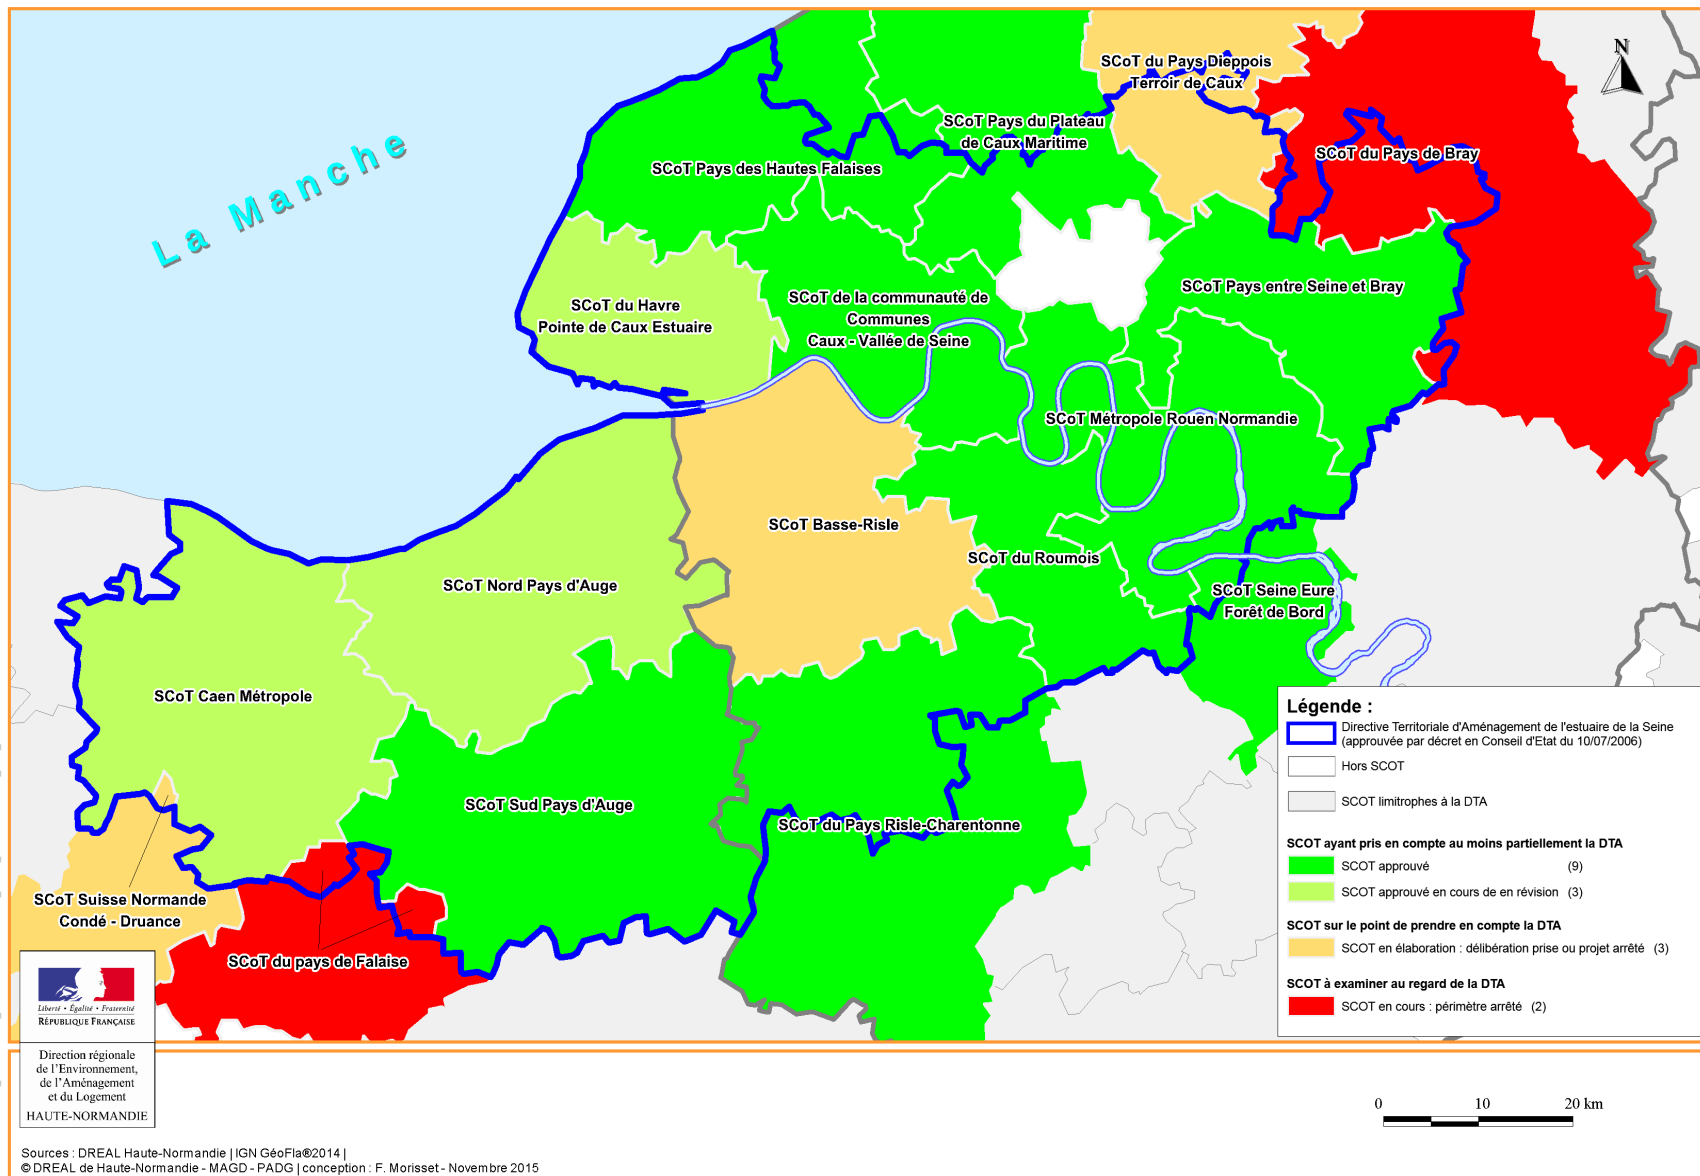 N
La Manche
SCoT du Pays Dieppois
Terroir de Caux
SCoT Pays du Plateau
de Caux Maritime
SCoT du Pays de Bray
SCoT Pays des Hautes Falaises
SCoT du Havre
Pointe de Caux Estuaire
SCoT de la communauté de
Communes
Caux - Vallée de Seine
SCoT Pays entre Seine et Bray
SCoT Métropole Rouen Normandie
SCoT Basse-Risle
SCoT du Roumois
SCoT Nord Pays d'Auge
SCoT Seine Eure
Forêt de Bord
SCoT Caen Métropole
SCoT Sud Pays d'Auge
SCoT du Pays Risle-Charentonne
SCoT Suisse Normande
Condé - Druance
SCoT du pays de Falaise
Légende :
Directive Territoriale d'Aménagement de l'estuaire de la Seine
(approuvée par décret en Conseil d'Etat du 10/07/2006)
Hors SCOT
SCOT limitrophes à la DTA
SCOT ayant pris en compte au moins partiellement la DTA
SCOT approuvé (9)
SCOT approuvé en cours de en révision (3)
SCOT sur le point de prendre en compte la DTA
SCOT en élaboration : délibération prise ou projet arrêté (3)
SCOT à examiner au regard de la DTA
SCOT en cours : périmètre arrêté (2)
Liberté • Égalité • Fraternité
RÉPUBLIQUE FRANÇAISE
Direction régionale
de l'Environnement,
de l'Aménagement
et du Logement
HAUTE-NORMANDIE
0 10 20 km
Sources : DREAL Haute-Normandie | IGN GéoFla®2014 |
© DREAL de Haute-Normandie - MAGD - PADG | conception : F. Morisset - Novembre 2015